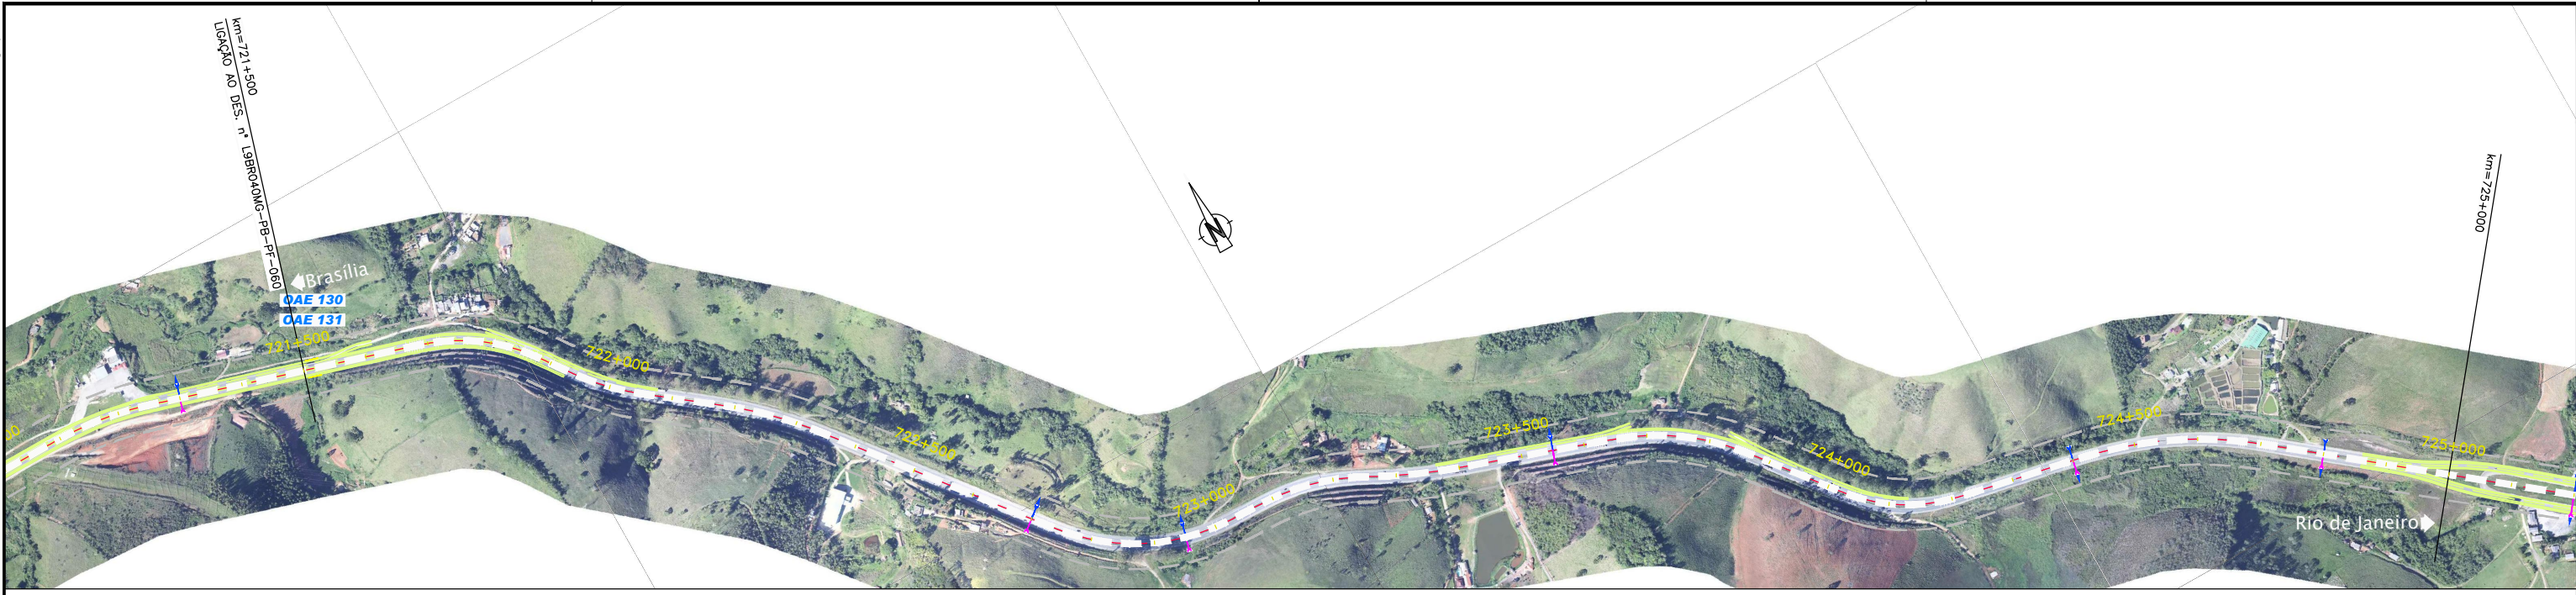 km=721+500
LIGAÇÃO AO DES. nº L9BR040MG-PB-PF-060
Brasília
OAE 130
OAE 131
00
721+500
722+000
722+500
N
723+000
723+500
724+000
724+500
725+000
km=725+000
Rio de Janeiro